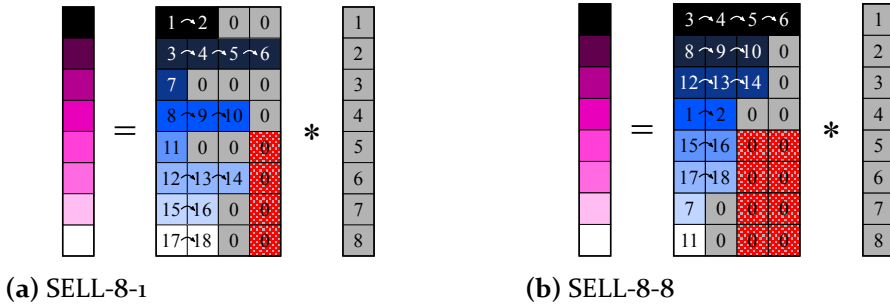 1 2 0 0 1 3 4 5 6 1
3 4 5 6 2 8 9 10 0 2
7 0 0 0 3 12 13 14 0 3
8 9 10 0 4 1 2 0 0 4
= * = *
11 0 0 0 5 15 16 0 0 5
12 13 14 0 6 17 18 0 0 6
15 16 0 0 7 7 0 0 0 7
17 18 0 0 8 11 0 0 0 8
(a) SELL-8-1 (b) SELL-8-8